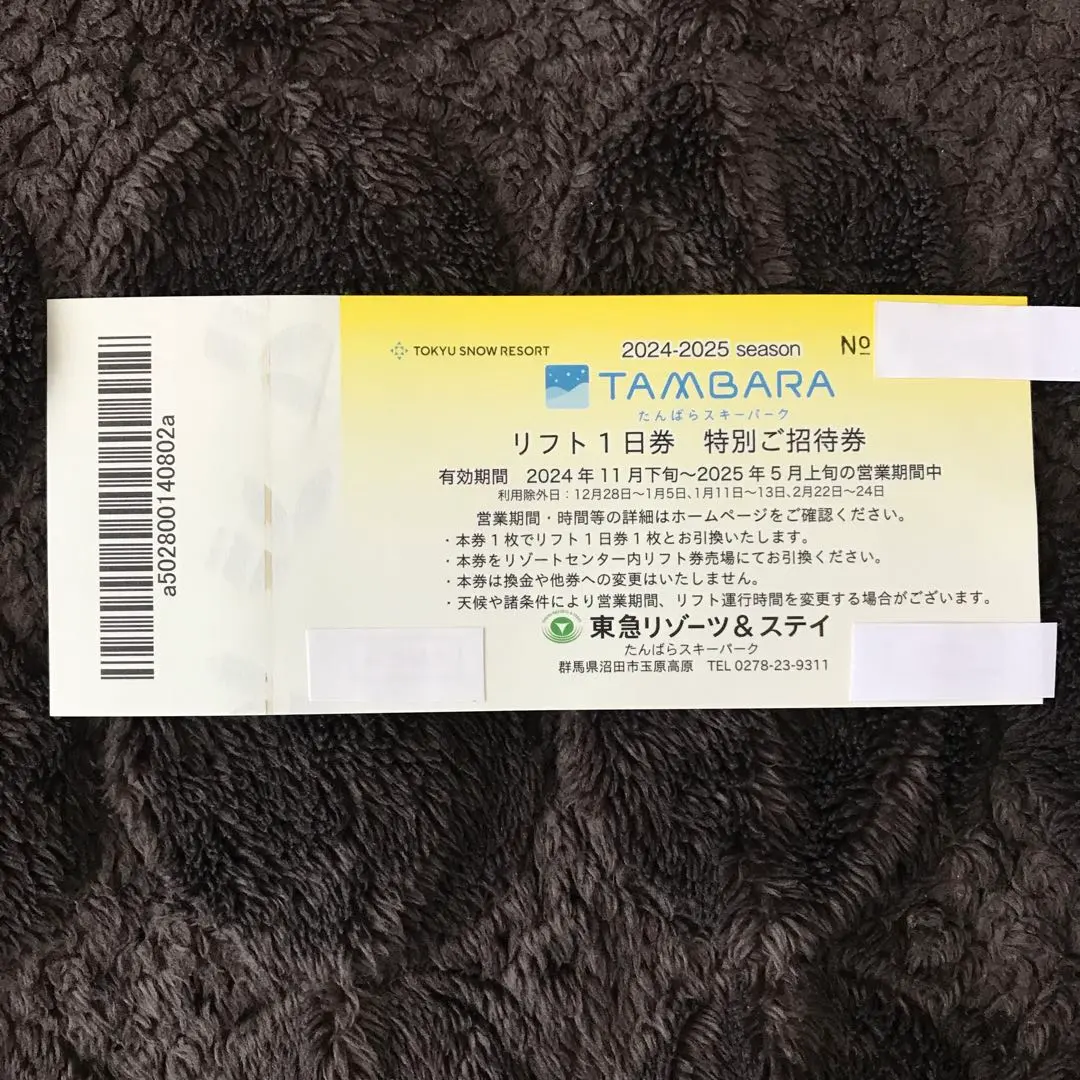 a5028001408​02a
TOKYU SNOW RESORT
2024-2025 season
No
TAMBARA
たんばらスキーパーク
リフト1日券 特別ご招待券
有効期間 2024年11月下旬〜2025年5月上旬の営業期間中
利用除外日：12月28日〜1月5日、1月11日〜13日、2月22日〜24日
営業期間・時間等の詳細はホームページをご確認ください。
・本券1枚でリフト1日券1枚とお引換いたします。
・本券をリゾートセンター内リフト券売場にてお引換ください。
・本券は換金や他券への変更はいたしません。
・天候や諸条件により営業期間、リフト運行時間を変更する場合がございます。
東急リゾーツ&ステイ
たんばらスキーパーク
群馬県沼田市玉原高原 TEL 0278-23-9311